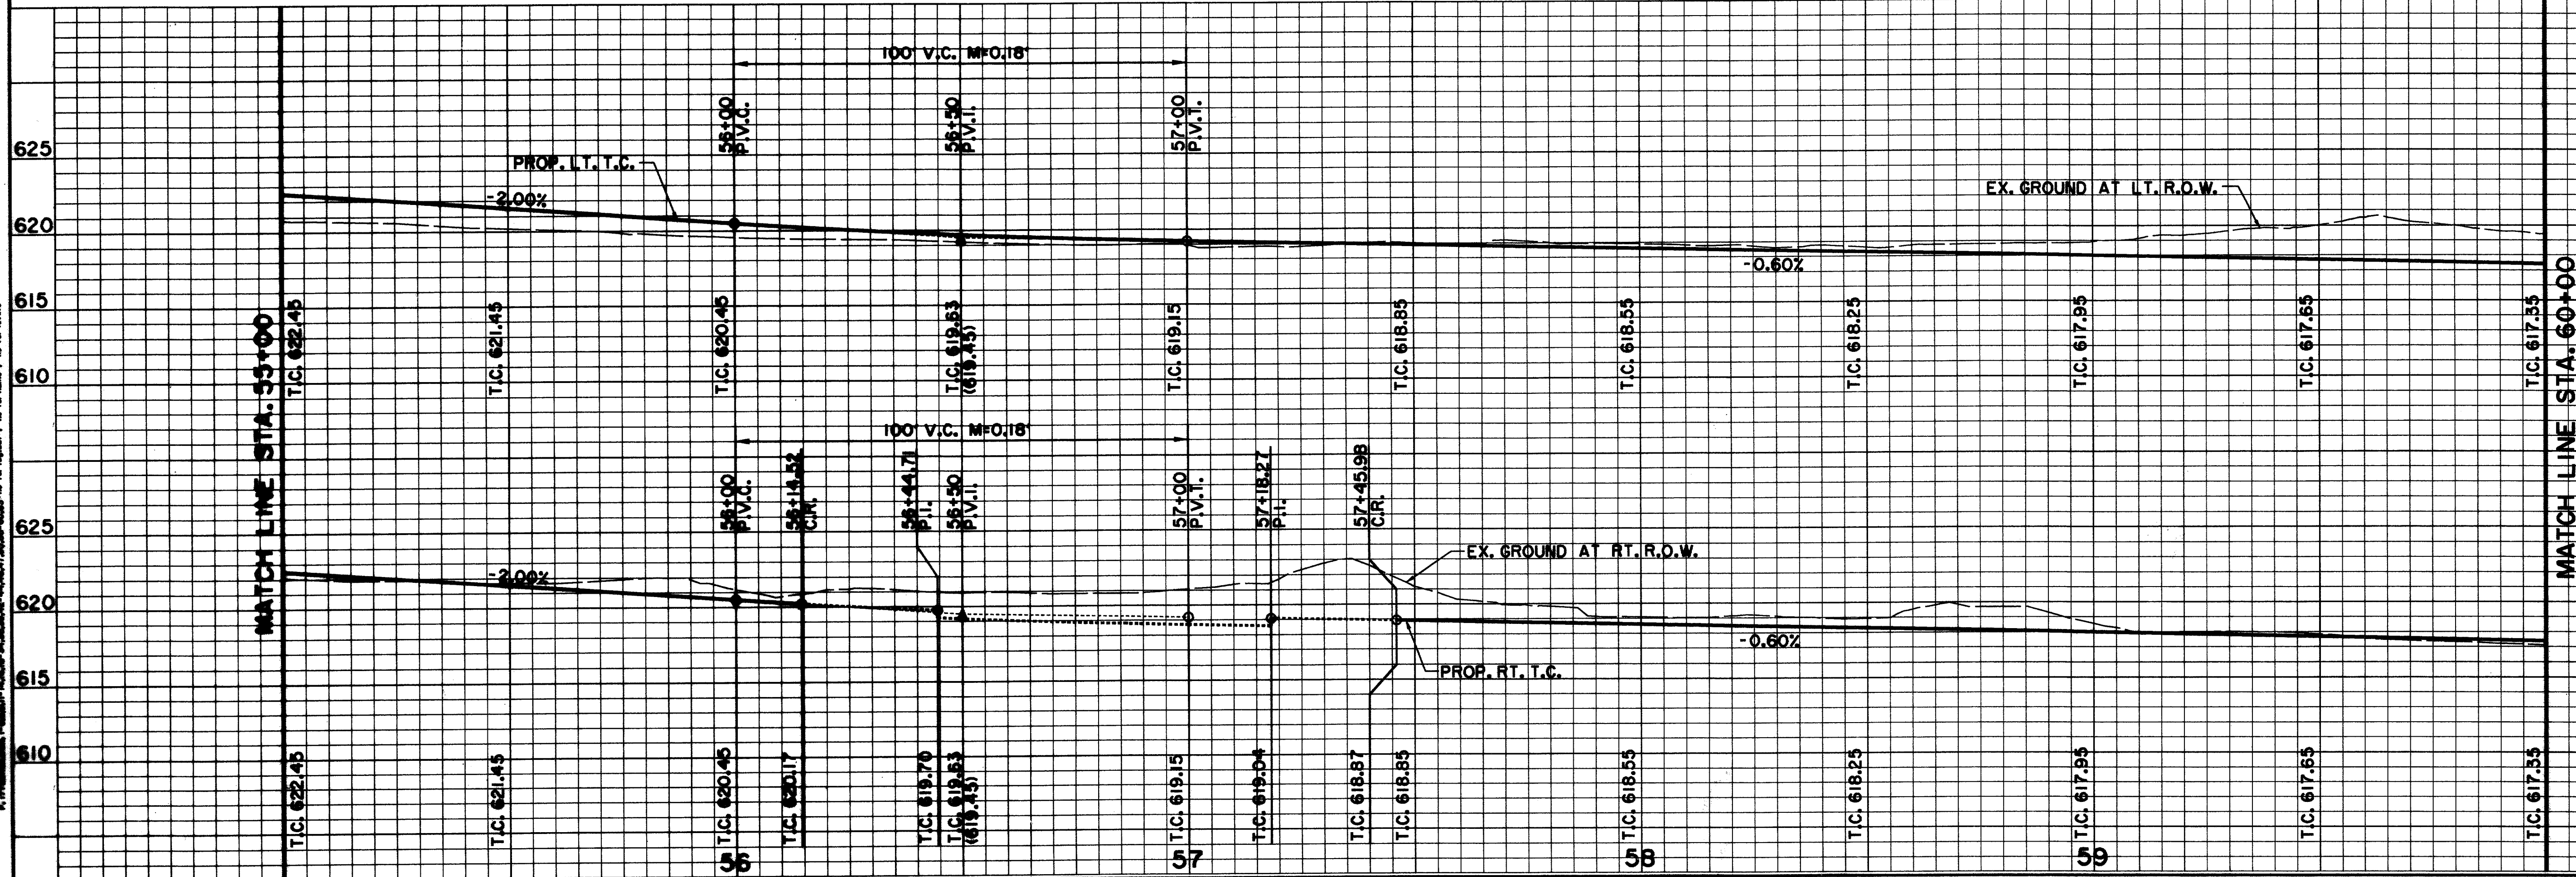 100' V.C. M=0.18'
56+00
P.V.C.
56+50
P.V.I.
57+00
P.V.T.
625
PROP. LT. T.C.
-2.00%
EX. GROUND AT LT. R.O.W.
620
-0.60%
615
MATCH LINE STA. 55+00
T.C. 622.45
T.C. 621.45
T.C. 620.45
T.C. 619.63
(619.45)
T.C. 619.15
T.C. 618.85
T.C. 618.55
T.C. 618.25
T.C. 617.95
T.C. 617.65
T.C. 617.35
MATCH LINE STA. 60+00
610
100' V.C. M=0.18'
56+00
P.V.C.
56+14.52
C.R.
56+44.71
P.I.
56+50
P.V.I.
57+00
P.V.T.
57+18.27
P.I.
57+45.98
C.R.
625
EX. GROUND AT RT. R.O.W.
-2.00%
620
-0.60%
PROP. RT. T.C.
615
610
T.C. 622.45
T.C. 621.45
T.C. 620.45
T.C. 620.17
T.C. 619.70
T.C. 619.63
(619.45)
T.C. 619.15
T.C. 619.04
T.C. 618.87
T.C. 618.85
T.C. 618.55
T.C. 618.25
T.C. 617.95
T.C. 617.65
T.C. 617.35
56
57
58
59